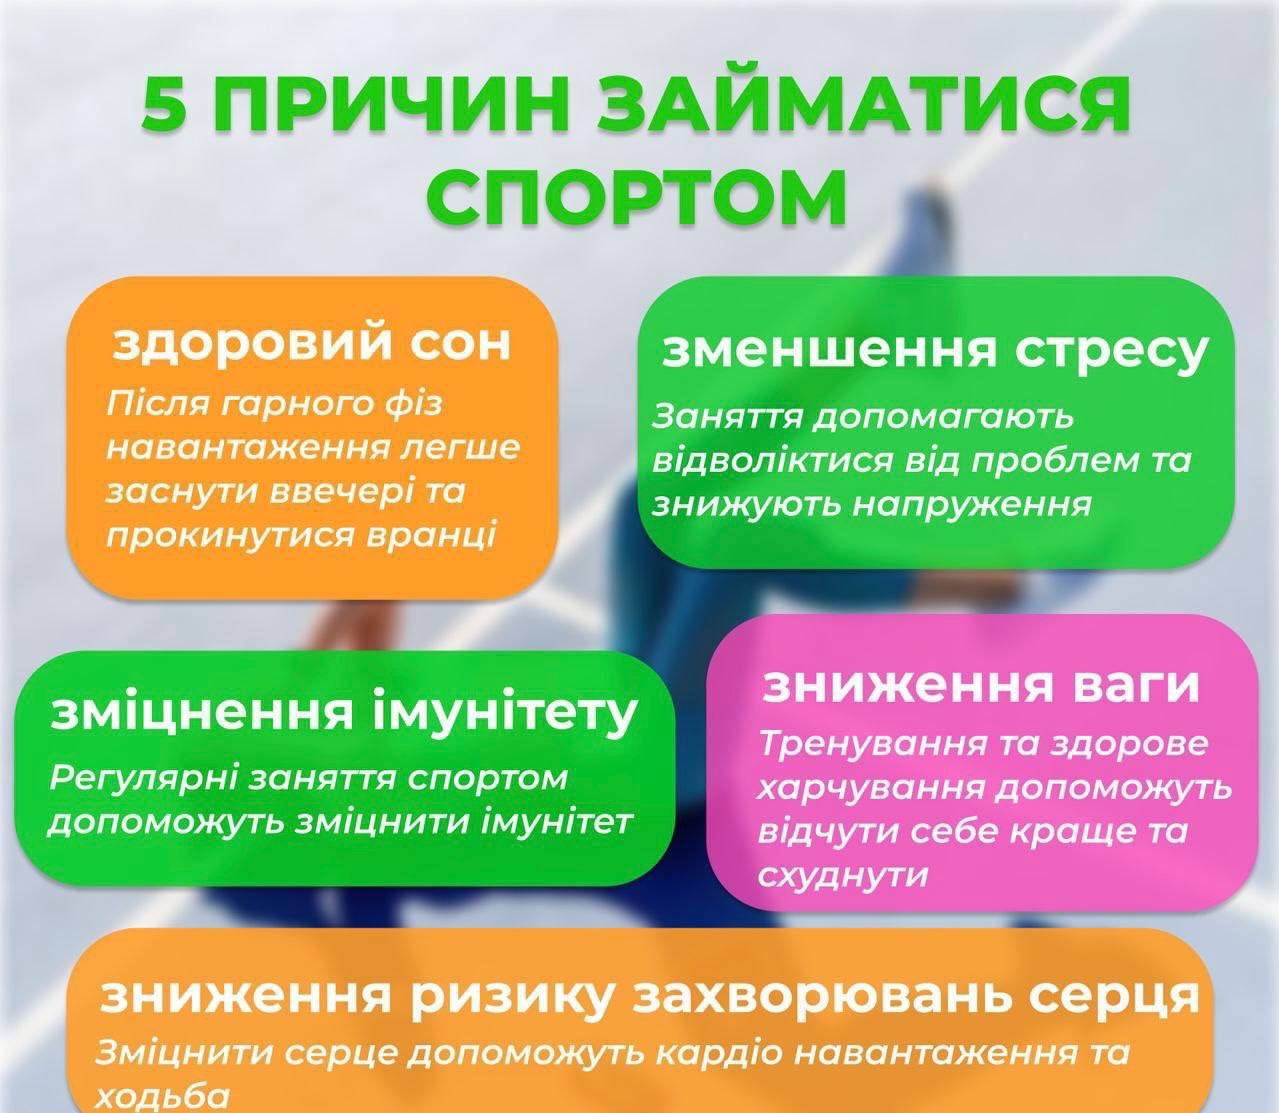 5 ПРИЧИН ЗАЙМАТИСЯ
СПОРТОМ
здоровий сон
Після гарного фіз
навантаження легше
заснути ввечері та
прокинутися вранці
зменшення стресу
Заняття допомагають
відволіктися від проблем та
знижують напруження
зміцнення імунітету
Регулярні заняття спортом
допоможуть зміцнити імунітет
зниження ваги
Тренування та здорове
харчування допоможуть
відчути себе краще та
схуднути
зниження ризику захворювань серця
Зміцнити серце допоможуть кардіо навантаження та
ходьба